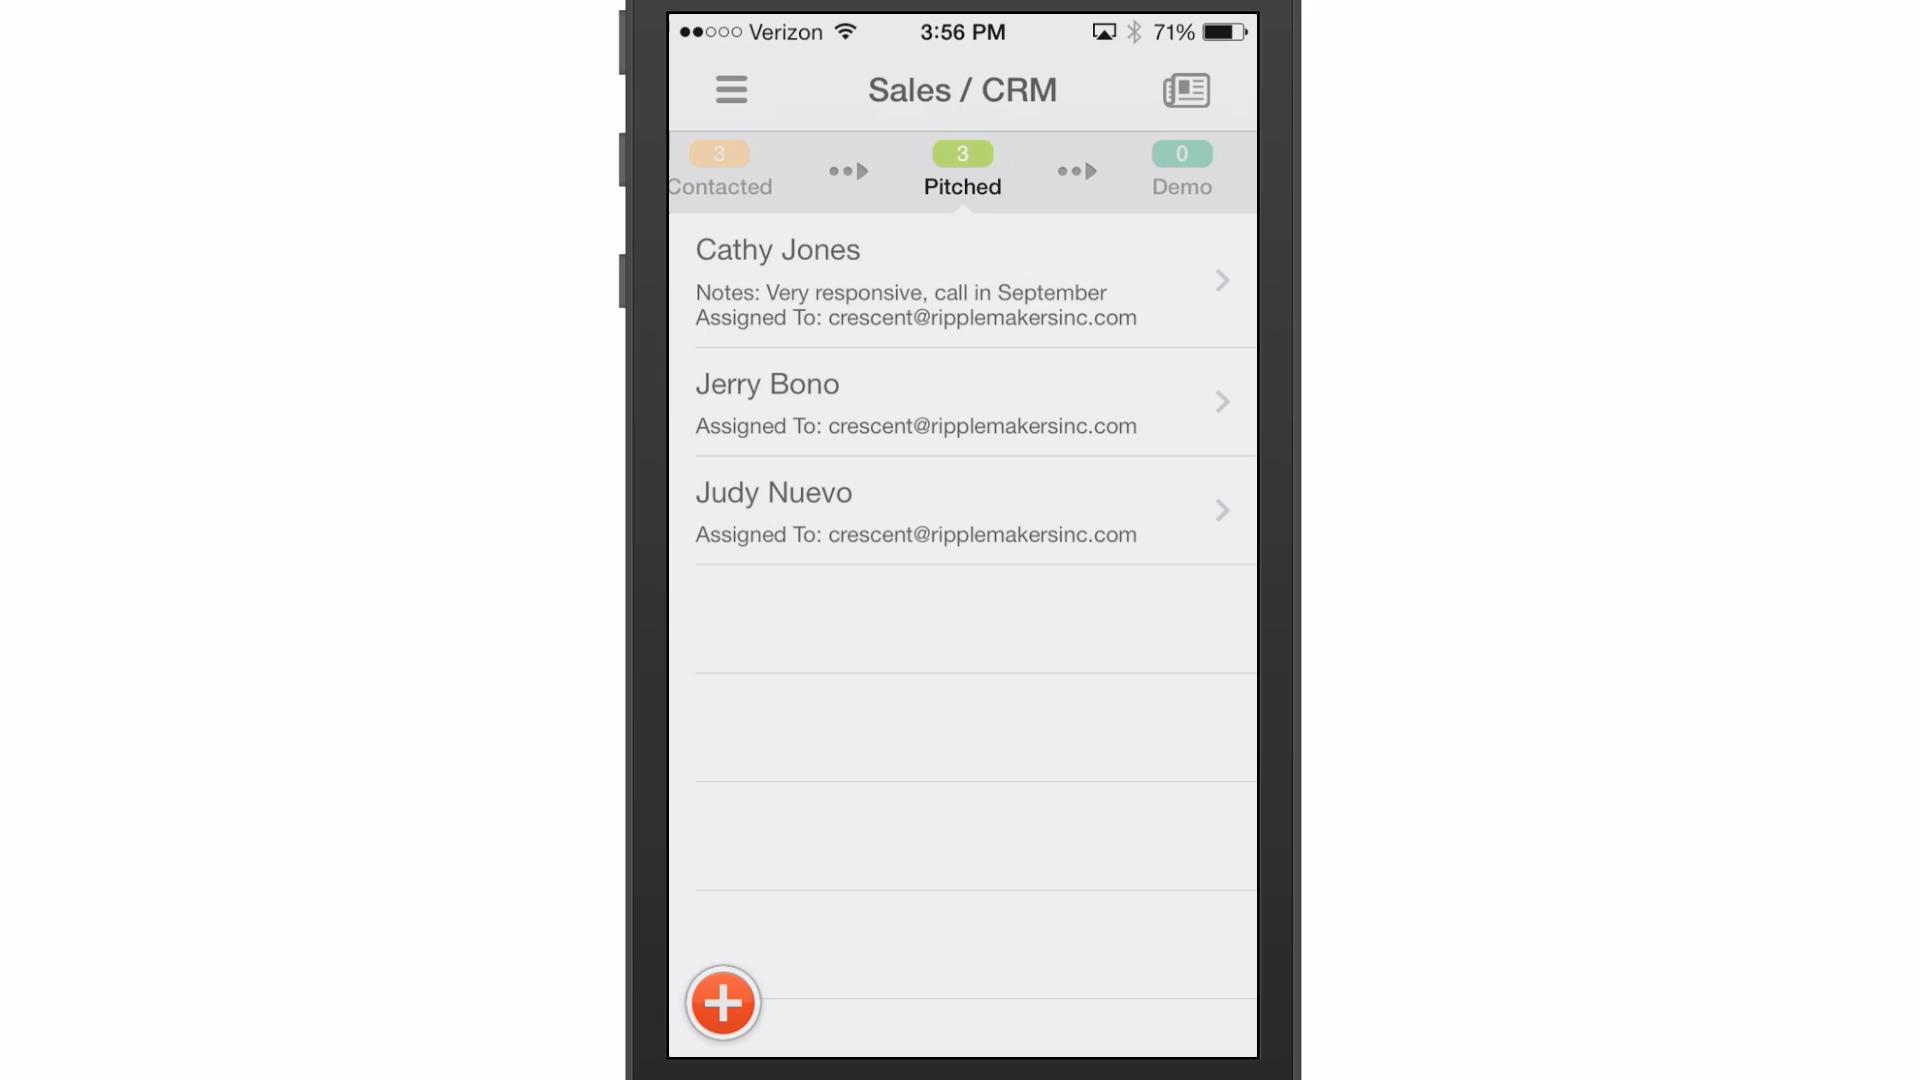 Verizon 3:56 PM 71%
Sales / CRM
3 3 0
Contacted Pitched Demo
Cathy Jones
Notes: Very responsive, call in September
Assigned To: crescent@ripplemakersinc.com
Jerry Bono
Assigned To: crescent@ripplemakersinc.com
Judy Nuevo
Assigned To: crescent@ripplemakersinc.com